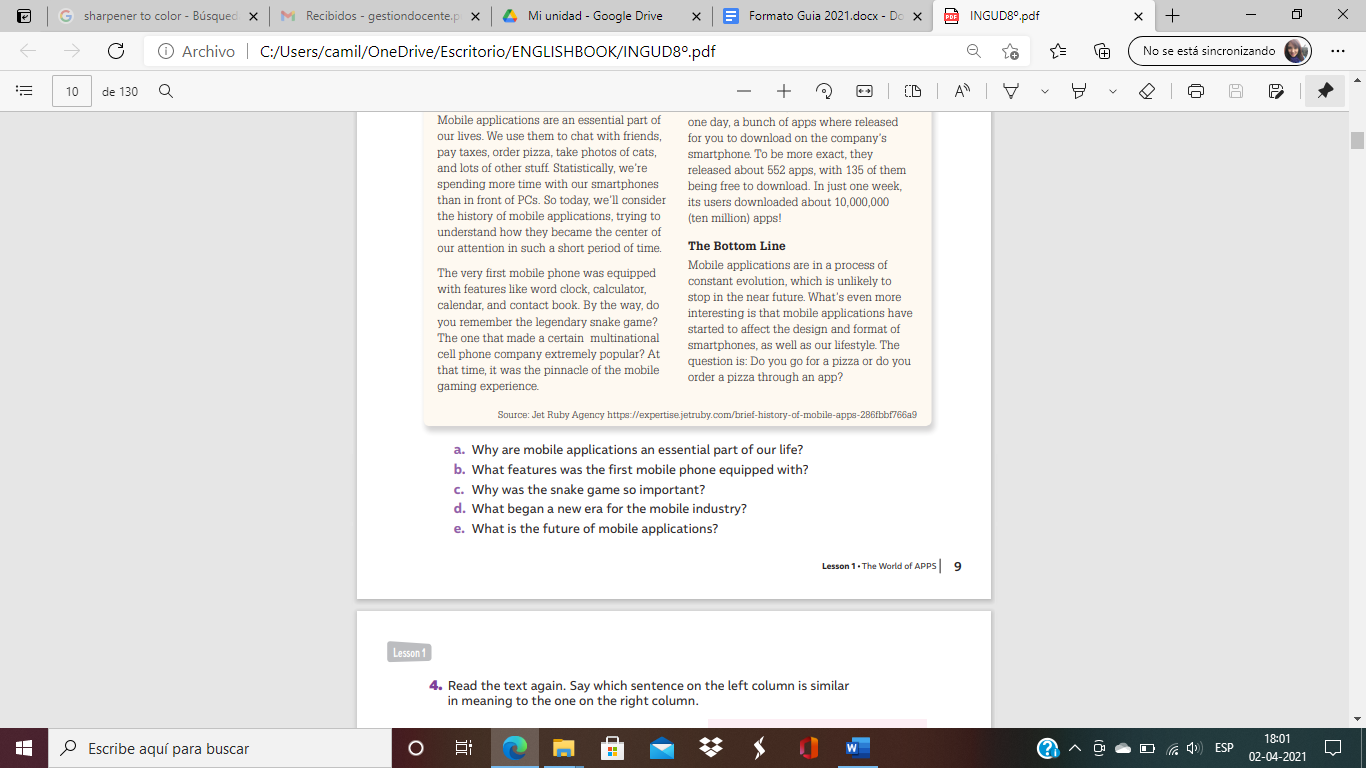 sharpener to color - Búsqued
Recibidos - gestiondocente.p
Mi unidad - Google Drive
Formato Guia 2021.docx - Do
INGUD8º.pdf
Archivo
C:/Users/camil/OneDrive/Escritorio/ENGLISHBOOK/INGUD8º.pdf
No se está sincronizando
10 de 130
Mobile applications are an essential part of
our lives. We use them to chat with friends,
pay taxes, order pizza, take photos of cats,
and lots of other stuff. Statistically, we're
spending more time with our smartphones
than in front of PCs. So today, we'll consider
the history of mobile applications, trying to
understand how they became the center of
our attention in such a short period of time.
The very first mobile phone was equipped
with features like word clock, calculator,
calendar, and contact book. By the way, do
you remember the legendary snake game?
The one that made a certain multinational
cell phone company extremely popular? At
that time, it was the pinnacle of the mobile
gaming experience.
one day, a bunch of apps where released
for you to download on the company's
smartphone. To be more exact, they
released about 552 apps, with 135 of them
being free to download. In just one week,
its users downloaded about 10,000,000
(ten million) apps!
The Bottom Line
Mobile applications are in a process of
constant evolution, which is unlikely to
stop in the near future. What's even more
interesting is that mobile applications have
started to affect the design and format of
smartphones, as well as our lifestyle. The
question is: Do you go for a pizza or do you
order a pizza through an app?
Source: Jet Ruby Agency https://expertise.jetruby.com/brief-history-of-mobile-apps-286fbbf766a9
a. Why are mobile applications an essential part of our life?
b. What features was the first mobile phone equipped with?
c. Why was the snake game so important?
d. What began a new era for the mobile industry?
e. What is the future of mobile applications?
Lesson 1 • The World of APPS 9
Lesson 1
4. Read the text again. Say which sentence on the left column is similar
in meaning to the one on the right column.
Escribe aquí para buscar
ESP
18:01
02-04-2021